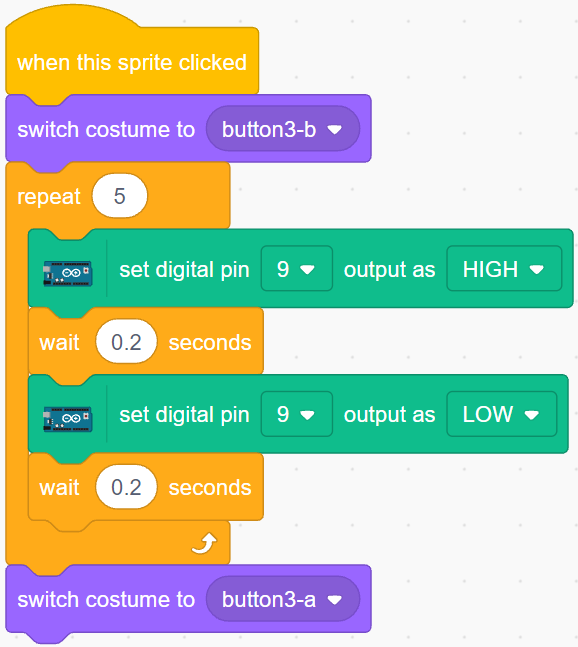 when this sprite clicked
switch costume to button3-b
repeat 5
set digital pin 9 output as HIGH
wait 0.2 seconds
set digital pin 9 output as LOW
wait 0.2 seconds
switch costume to button3-a